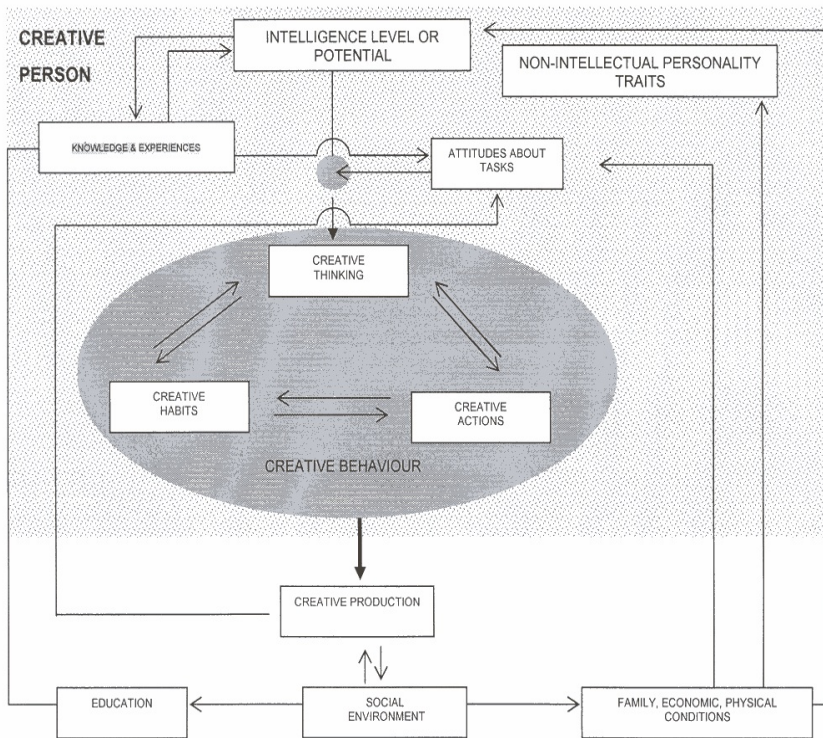 CREATIVE
PERSON
INTELLIGENCE LEVEL OR
POTENTIAL
NON-INTELLECTUAL PERSONALITY
TRAITS
KNOWLEDGE & EXPERIENCES
ATTITUDES ABOUT
TASKS
CREATIVE
THINKING
CREATIVE
HABITS
CREATIVE
ACTIONS
CREATIVE BEHAVIOUR
CREATIVE PRODUCTION
EDUCATION
SOCIAL
ENVIRONMENT
FAMILY, ECONOMIC, PHYSICAL
CONDITIONS